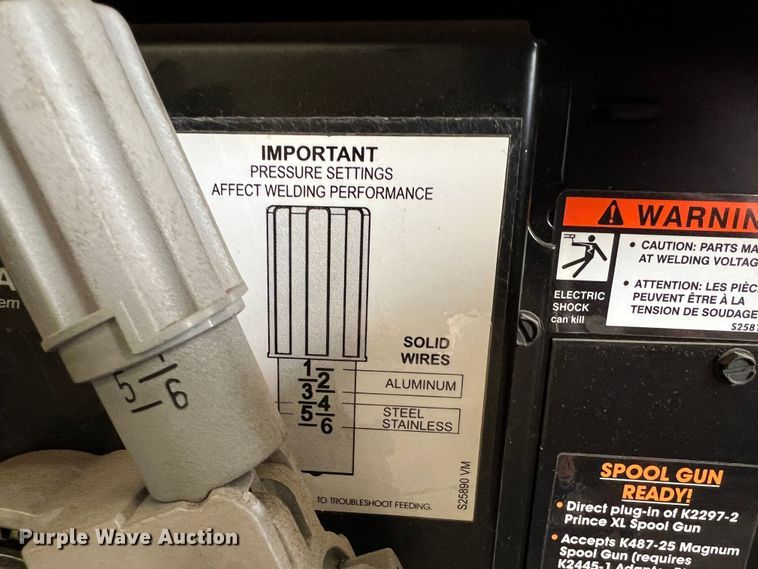 IMPORTANT
PRESSURE SETTINGS
AFFECT WELDING PERFORMANCE
SOLID
WIRES
1
2
3
4
5
6
ALUMINUM
STEEL
STAINLESS
TO TROUBLESHOOT FEEDING.
S25890 VM
A
em
5
6
WARNIN
• CAUTION: PARTS MA
AT WELDING VOLTAG
• ATTENTION: LES PIÈC
PEUVENT ÊTRE À LA
TENSION DE SOUDAGE
ELECTRIC
SHOCK
can kill
SPOOL GUN
READY!
• Direct plug-in of K2297-2
Prince XL Spool Gun
• Accepts K487-25 Magnum
Spool Gun (requires
Purple Wave Auction